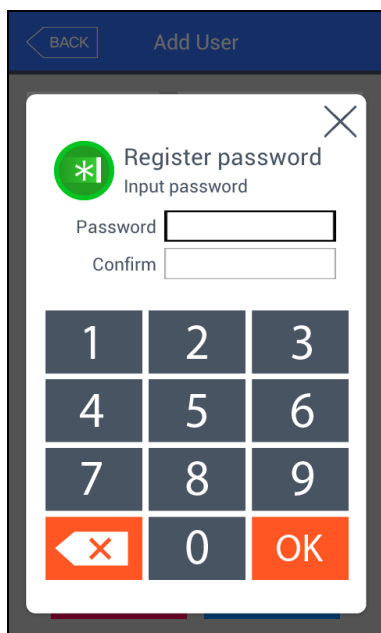 BACK Add User
Register password
Input password
Password
Confirm
1 2 3
4 5 6
7 8 9
0 OK